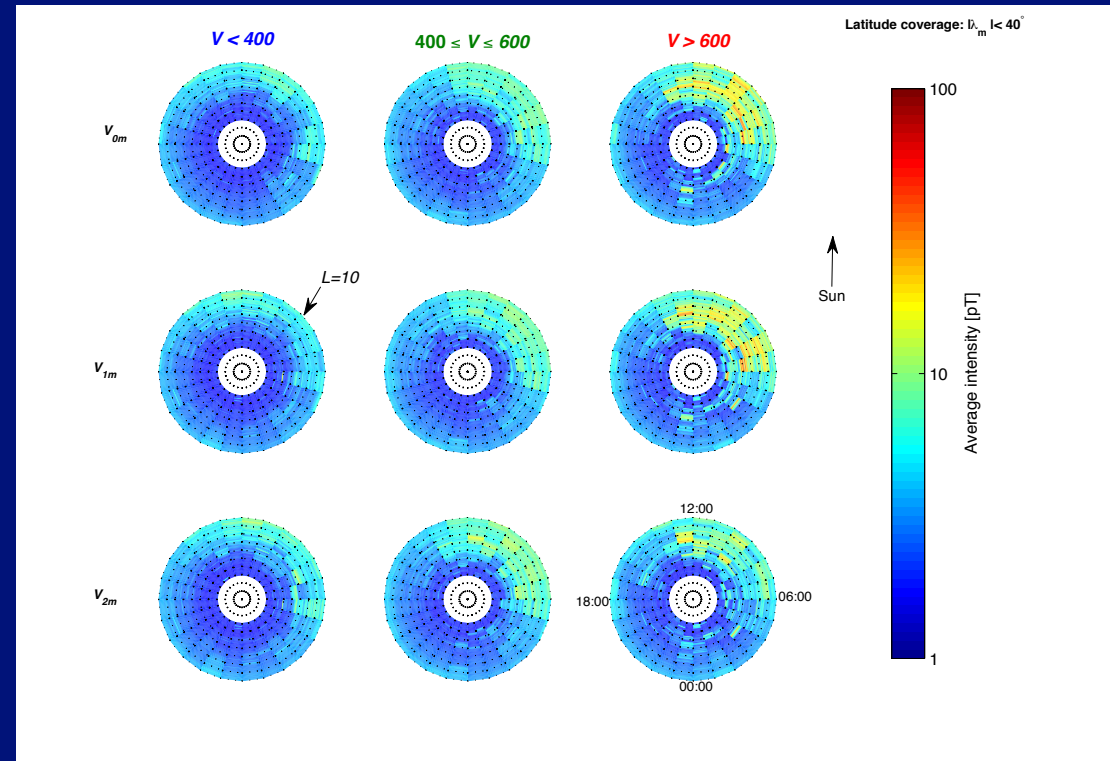 Latitude coverage: |λm |< 40°
V < 400
400 ≤ V ≤ 600
V > 600
100
V0m
L=10
Sun
V1m
10
Average intensity [pT]
12:00
V2m
18:00
06:00
1
00:00